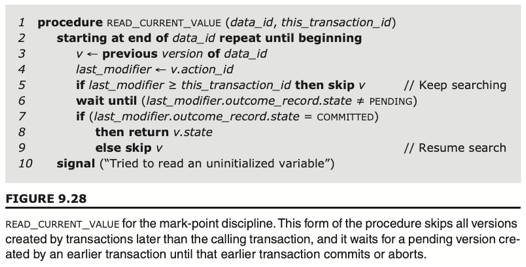 1 procedure READ_CURRENT_VALUE (data_id, this_transaction_id)
2 starting at end of data_id repeat until beginning
3 v ← previous version of data_id
4 last_modifier ← v.action_id
5 if last_modifier ≥ this_transaction_id then skip v // Keep searching
6 wait until (last_modifier.outcome_record.state ≠ PENDING)
7 if (last_modifier.outcome_record.state = COMMITTED)
8 then return v.state
9 else skip v // Resume search
10 signal (“Tried to read an uninitialized variable”)
FIGURE 9.28
READ_CURRENT_VALUE for the mark-point discipline. This form of the procedure skips all versions
created by transactions later than the calling transaction, and it waits for a pending version cre-
ated by an earlier transaction until that earlier transaction commits or aborts.